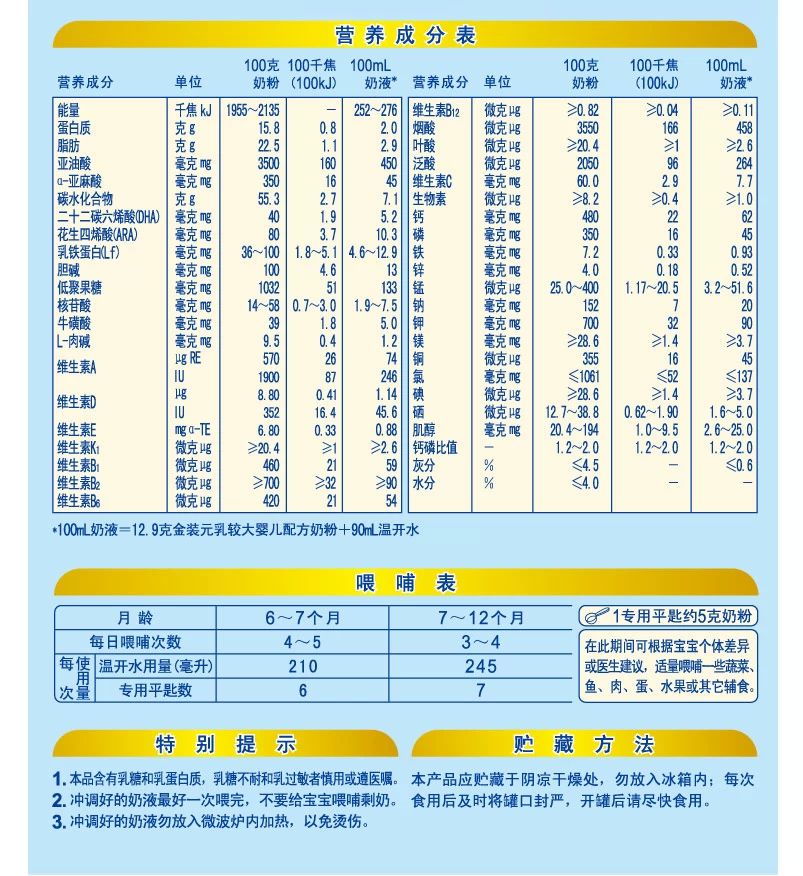 营养成分表
营养成分 单位 100克奶粉 100千焦(100kJ) 100mL奶液*
能量 千焦 kJ 1955~2135 — 252~276
蛋白质 克 g 15.8 0.8 2.0
脂肪 克 g 22.5 1.1 2.9
亚油酸 毫克 mg 3500 160 450
α-亚麻酸 毫克 mg 350 16 45
碳水化合物 克 g 55.3 2.7 7.1
二十二碳六烯酸(DHA) 毫克 mg 40 1.9 5.2
花生四烯酸(ARA) 毫克 mg 80 3.7 10.3
乳铁蛋白(Lf) 毫克 mg 36~100 1.8~5.1 4.6~12.9
胆碱 毫克 mg 100 4.6 13
低聚果糖 毫克 mg 1032 51 133
核苷酸 毫克 mg 14~58 0.7~3.0 1.9~7.5
牛磺酸 毫克 mg 39 1.8 5.0
L-肉碱 毫克 mg 9.5 0.4 1.2
维生素A μg RE 570 26 74
IU 1900 87 246
维生素D μg 8.80 0.41 1.14
IU 352 16.4 45.6
维生素E mg α-TE 6.80 0.33 0.88
维生素K₁ 微克 μg ≥20.4 ≥1 ≥2.6
维生素B₁ 微克 μg 460 21 59
维生素B₂ 微克 μg ≥700 ≥32 ≥90
维生素B₆ 微克 μg 420 21 54
营养成分 单位 100克奶粉 100千焦(100kJ) 100mL奶液*
维生素B₁₂ 微克 μg ≥0.82 ≥0.04 ≥0.11
烟酸 微克 μg 3550 166 458
叶酸 微克 μg ≥20.4 ≥1 ≥2.6
泛酸 微克 μg 2050 96 264
维生素C 毫克 mg 60.0 2.9 7.7
生物素 微克 μg ≥8.2 ≥0.4 ≥1.0
钙 毫克 mg 480 22 62
磷 毫克 mg 350 16 45
铁 毫克 mg 7.2 0.33 0.93
锌 毫克 mg 4.0 0.18 0.52
锰 微克 μg 25.0~400 1.17~20.5 3.2~51.6
钠 毫克 mg 152 7 20
钾 毫克 mg 700 32 90
镁 毫克 mg ≥28.6 ≥1.4 ≥3.7
铜 微克 μg 355 16 45
氯 毫克 mg ≤1061 ≤52 ≤137
碘 微克 μg ≥28.6 ≥1.4 ≥3.7
硒 微克 μg 12.7~38.8 0.62~1.90 1.6~5.0
肌醇 毫克 mg 20.4~194 1.0~9.5 2.6~25.0
钙磷比值 — 1.2~2.0 1.2~2.0 1.2~2.0
灰分 % ≤4.5 — ≤0.6
水分 % ≤4.0 — —
*100mL奶液=12.9克金装元乳较大婴儿配方奶粉+90mL温开水
喂哺表
月龄 6~7个月 7~12个月
每日喂哺次数 4~5 3~4
每次使用量 温开水用量(毫升) 210 245
专用平匙数 6 7
1专用平匙约5克奶粉
在此期间可根据宝宝个体差异
或医生建议，适量喂哺一些蔬菜、
鱼、肉、蛋、水果或其它辅食。
特别提示
1. 本品含有乳糖和乳蛋白质，乳糖不耐和乳过敏者慎用或遵医嘱。
2. 冲调好的奶液最好一次喂完，不要给宝宝喂哺剩奶。
3. 冲调好的奶液勿放入微波炉内加热，以免烫伤。
贮藏方法
本产品应贮藏于阴凉干燥处，勿放入冰箱内；每次
食用后及时将罐口封严，开罐后请尽快食用。